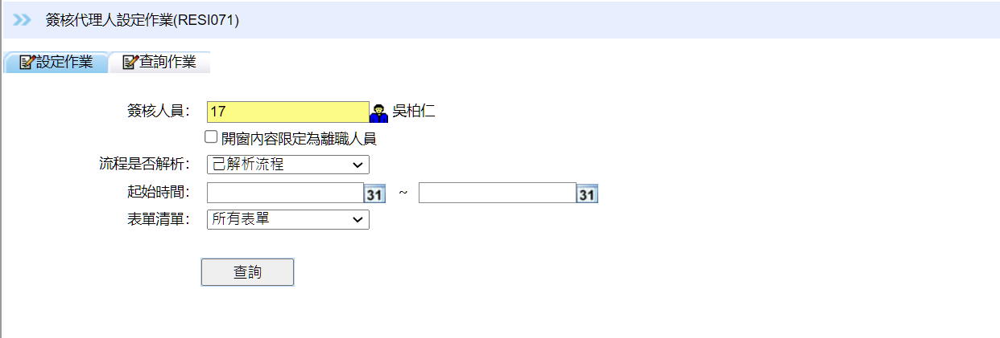 簽核代理人設定作業(RESI071)
設定作業 查詢作業
簽核人員： 17 吳柏仁
開窗內容限定為離職人員
流程是否解析： 己解析流程
起始時間： 31 ~ 31
表單清單： 所有表單
查詢